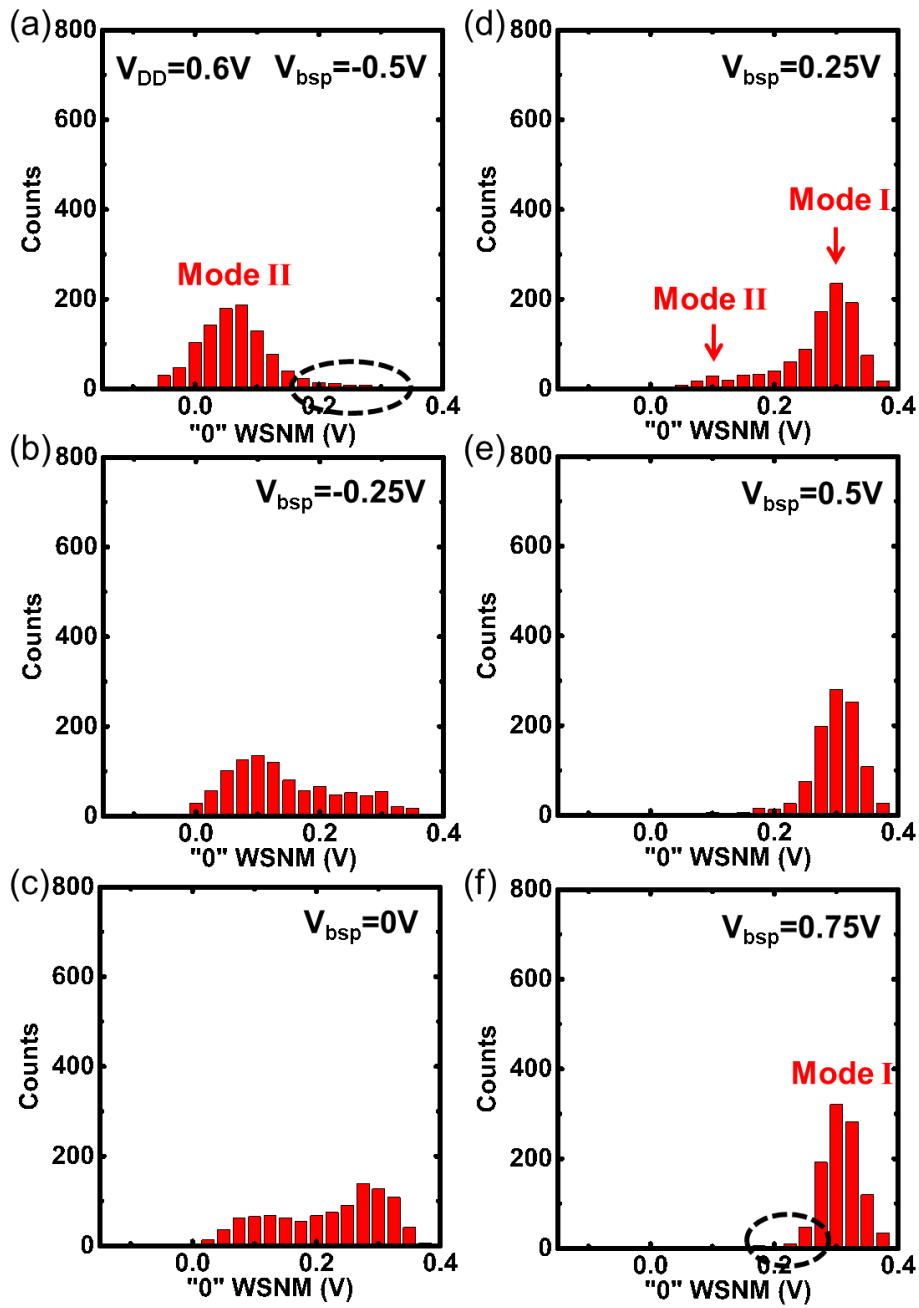 (a)
800
600
400
200
0
Counts
V_DD=0.6V V_bsp=-0.5V
Mode II
0.0 0.2 0.4
"0" WSNM (V)
(b)
800
600
400
200
0
Counts
V_bsp=-0.25V
0.0 0.2 0.4
"0" WSNM (V)
(c)
800
600
400
200
0
Counts
V_bsp=0V
0.0 0.2 0.4
"0" WSNM (V)
(d)
800
600
400
200
0
Counts
V_bsp=0.25V
Mode I
Mode II
0.0 0.2 0.4
"0" WSNM (V)
(e)
800
600
400
200
0
Counts
V_bsp=0.5V
0.0 0.2 0.4
"0" WSNM (V)
(f)
800
600
400
200
0
Counts
V_bsp=0.75V
Mode I
0.0 0.2 0.4
"0" WSNM (V)